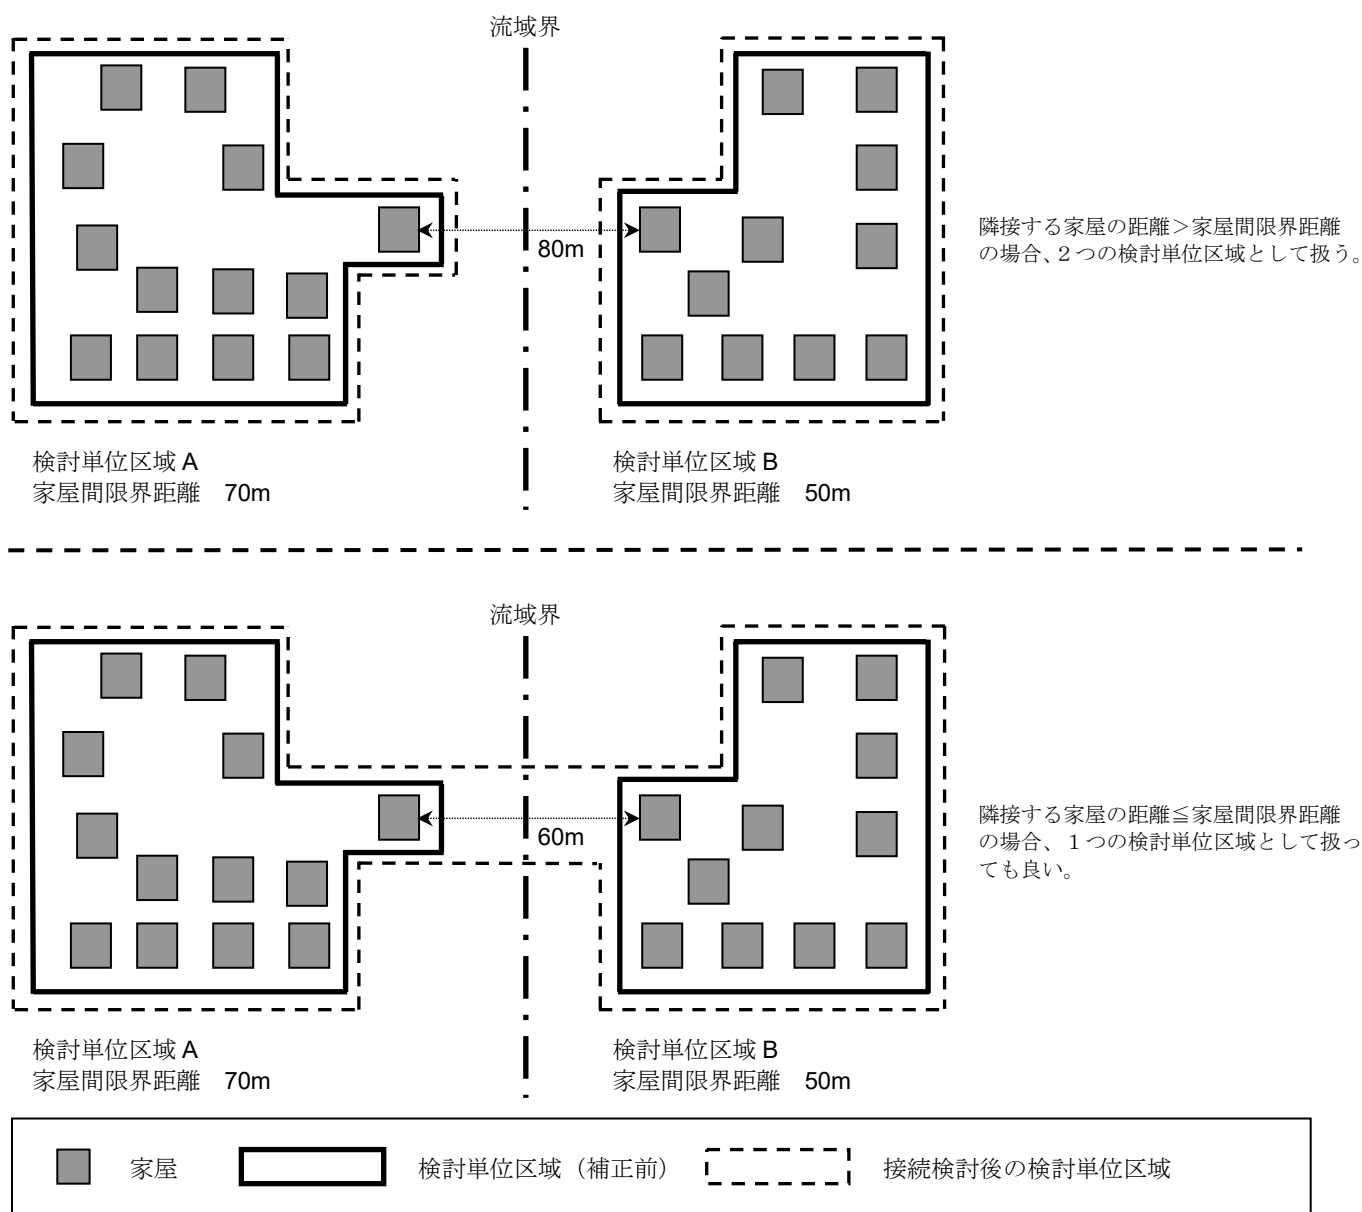 流域界
80m
隣接する家屋の距離＞家屋間限界距離
の場合、２つの検討単位区域として扱う。
検討単位区域 A
家屋間限界距離　70m
検討単位区域 B
家屋間限界距離　50m
流域界
60m
隣接する家屋の距離≦家屋間限界距離
の場合、１つの検討単位区域として扱っ
ても良い。
検討単位区域 A
家屋間限界距離　70m
検討単位区域 B
家屋間限界距離　50m
家屋
検討単位区域（補正前）
接続検討後の検討単位区域